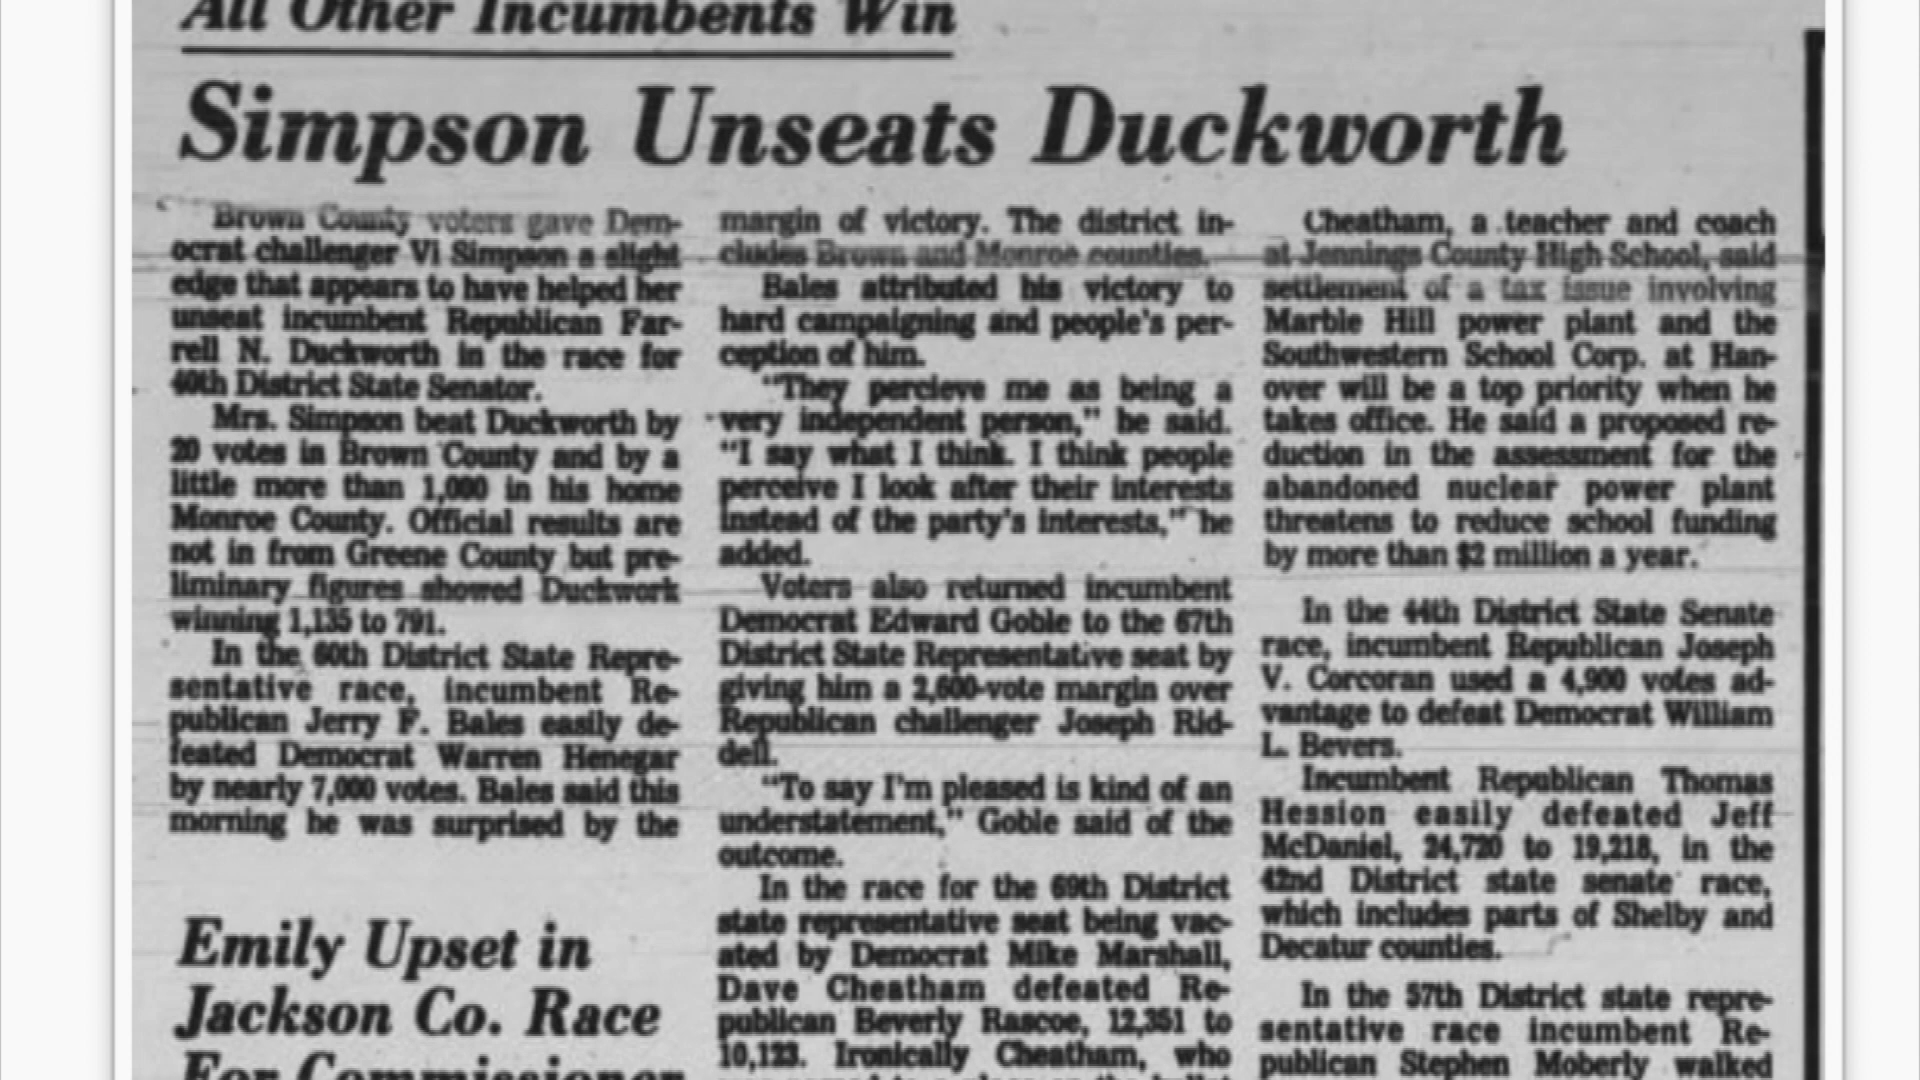 All Other Incumbents Win
Simpson Unseats Duckworth
Brown County voters gave Dem-
ocrat challenger Vi Simpson a slight
edge that appears to have helped her
unseat incumbent Republican Far-
rell N. Duckworth in the race for
40th District State Senator.
Mrs. Simpson beat Duckworth by
20 votes in Brown County and by a
little more than 1,000 in his home
Monroe County. Official results are
not in from Greene County but pre-
liminary figures showed Duckwork
winning 1,135 to 791.
In the 60th District State Repre-
sentative race, incumbent Re-
publican Jerry F. Bales easily de-
feated Democrat Warren Henegar
by nearly 7,000 votes. Bales said this
morning he was surprised by the
Emily Upset in
Jackson Co. Race
For Commissioner
margin of victory. The district in-
cludes Brown and Monroe counties.
Bales attributed his victory to
hard campaigning and people's per-
ception of him.
"They percieve me as being a
very independent person," he said.
"I say what I think. I think people
perceive I look after their interests
instead of the party's interests," he
added.
Voters also returned incumbent
Democrat Edward Goble to the 67th
District State Representative seat by
giving him a 2,600-vote margin over
Republican challenger Joseph Rid-
dell.
"To say I'm pleased is kind of an
understatement," Goble said of the
outcome.
In the race for the 69th District
state representative seat being vac-
ated by Democrat Mike Marshall,
Dave Cheatham defeated Re-
publican Beverly Rascoe, 12,351 to
10,123. Ironically Cheatham, who
Cheatham, a teacher and coach
at Jennings County High School, said
settlement of a tax issue involving
Marble Hill power plant and the
Southwestern School Corp. at Han-
over will be a top priority when he
takes office. He said a proposed re-
duction in the assessment for the
abandoned nuclear power plant
threatens to reduce school funding
by more than $2 million a year.
In the 44th District State Senate
race, incumbent Republican Joseph
V. Corcoran used a 4,900 votes ad-
vantage to defeat Democrat William
L. Bevers.
Incumbent Republican Thomas
Hession easily defeated Jeff
McDaniel, 24,720 to 19,218, in the
42nd District state senate race,
which includes parts of Shelby and
Decatur counties.
In the 57th District state repre-
sentative race incumbent Re-
publican Stephen Moberly walked